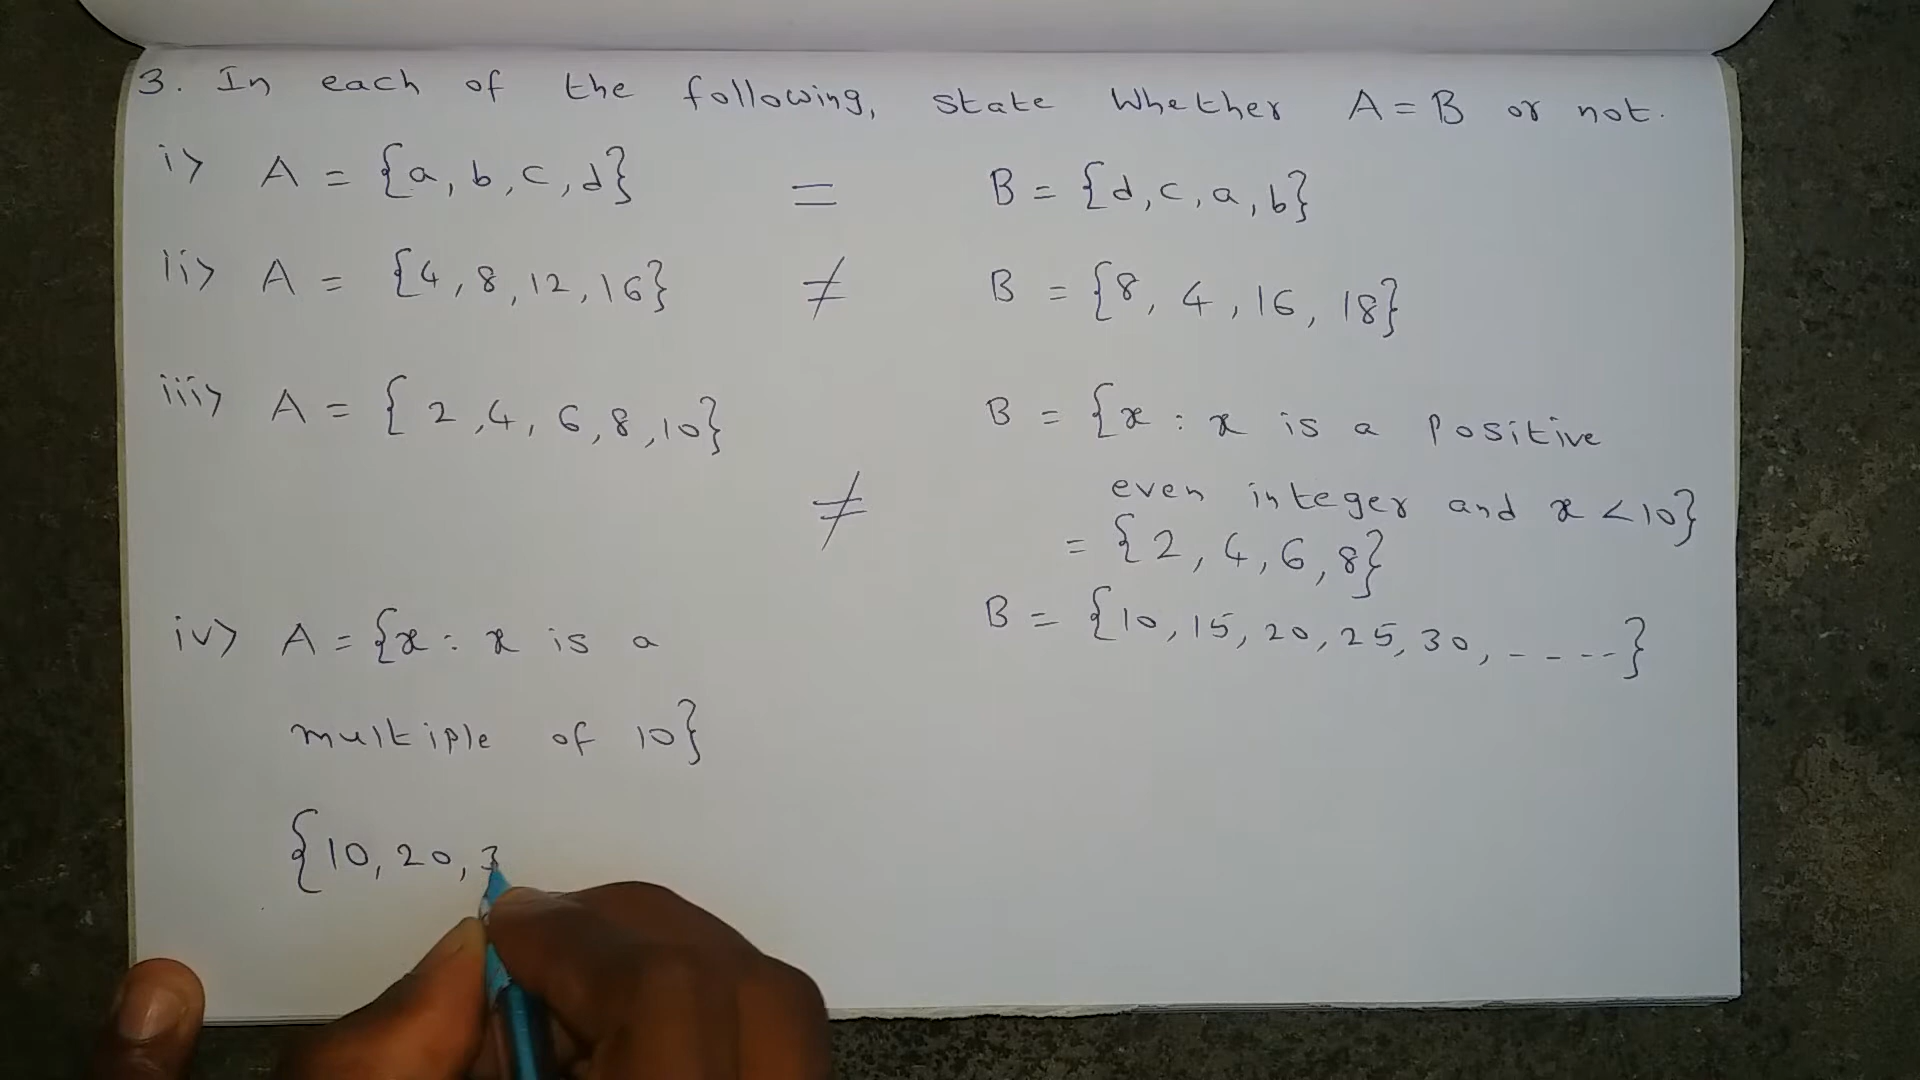 3. In each of the following, state Whether A = B or not.
i> A = {a, b, c, d} = B = {d, c, a, b}
ii> A = {4, 8, 12, 16} ≠ B = {8, 4, 16, 18}
iii> A = { 2, 4, 6, 8, 10} B = {x : x is a Positive
even integer and x < 10}
≠
= {2, 4, 6, 8}
iv> A = {x : x is a B = {10, 15, 20, 25, 30, - - - -}
multiple of 10}
{10, 20, 3